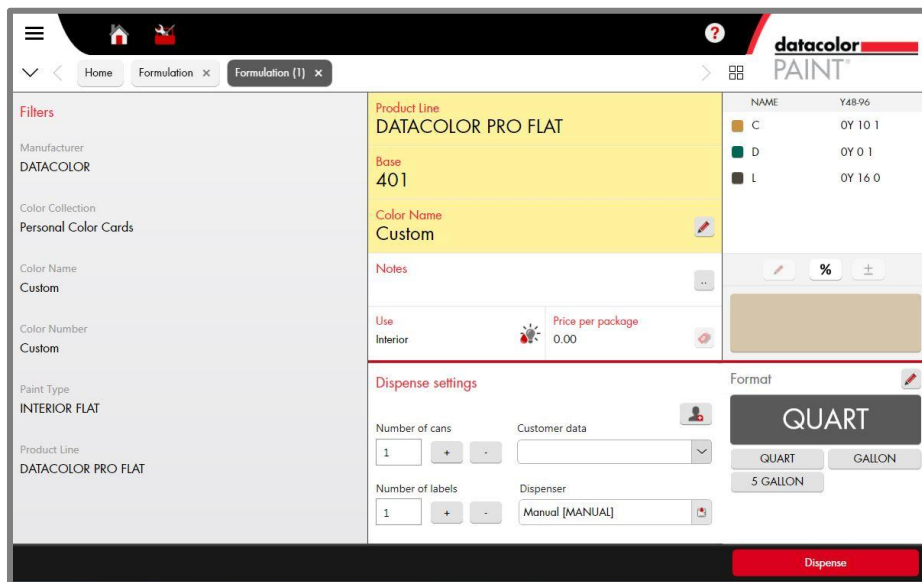 ?
datacolor
PAINT
Home
Formulation ×
Formulation (1) ×
Filters
Manufacturer
DATACOLOR
Color Collection
Personal Color Cards
Color Name
Custom
Color Number
Custom
Paint Type
INTERIOR FLAT
Product Line
DATACOLOR PRO FLAT
Product Line
DATACOLOR PRO FLAT
Base
401
Color Name
Custom
Notes
..
Use
Interior
Price per package
0.00
NAME Y48-96
C 0Y 10 1
D 0Y 0 1
L 0Y 16 0
% ±
Dispense settings
Number of cans
1 + -
Customer data
Number of labels
1 + -
Dispenser
Manual [MANUAL]
Format
QUART
QUART GALLON
5 GALLON
Dispense